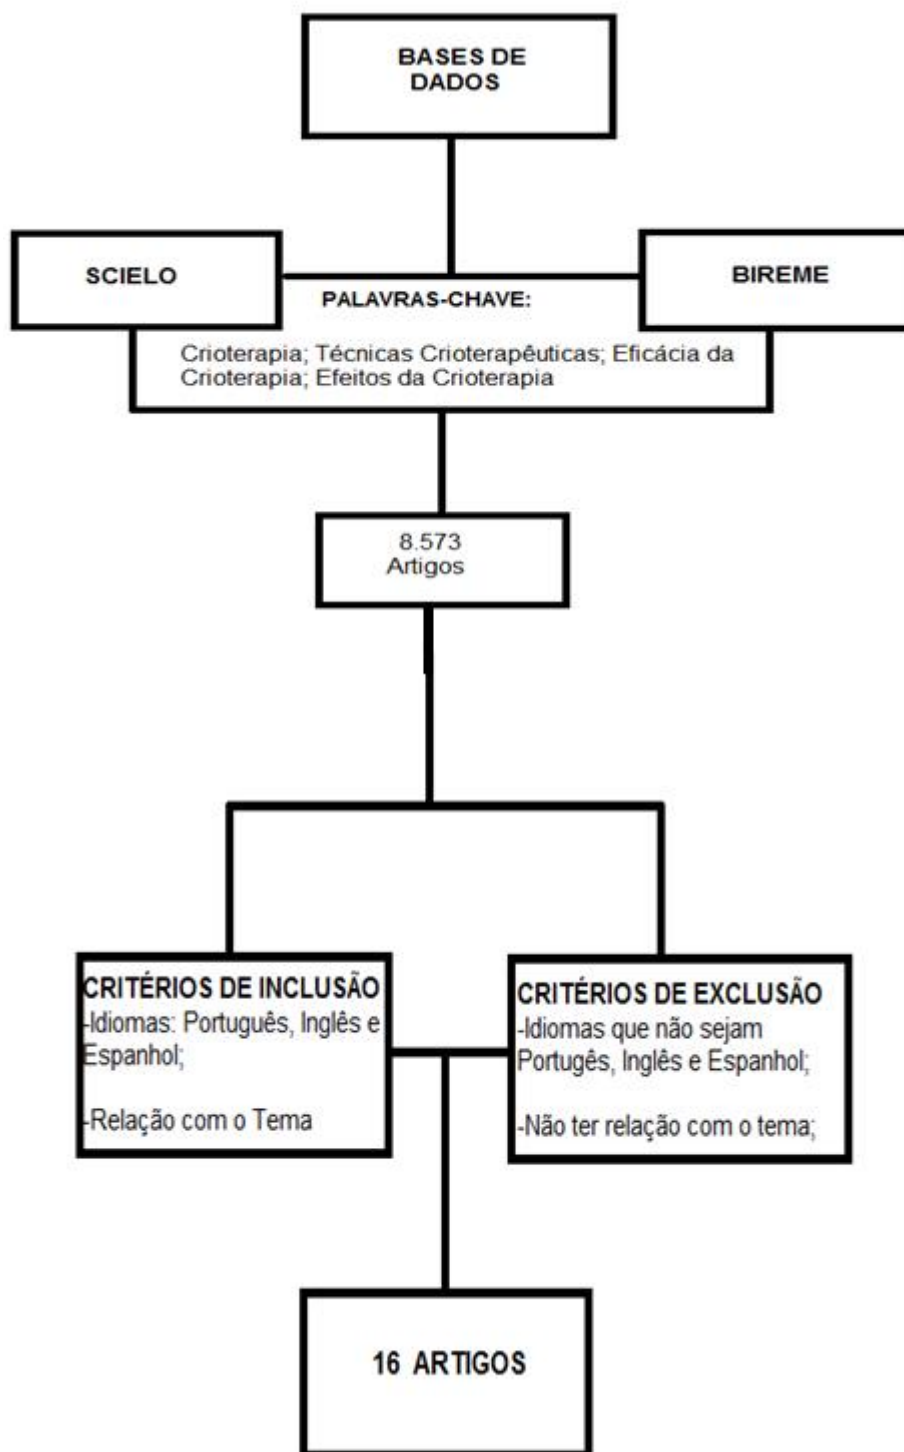 BASES DE
DADOS
SCIELO
BIREME
PALAVRAS-CHAVE:
Crioterapia; Técnicas Crioterapêuticas; Eficácia da
Crioterapia; Efeitos da Crioterapia
8.573
Artigos
CRITÉRIOS DE INCLUSÃO
-Idiomas: Português, Inglês e
Espanhol;
-Relação com o Tema
CRITÉRIOS DE EXCLUSÃO
-Idiomas que não sejam
Portugês, Inglês e Espanhol;
-Não ter relação com o tema;
16 ARTIGOS